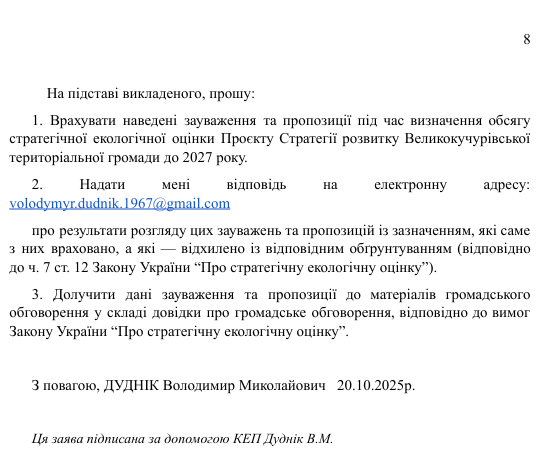 8
На підставі викладеного, прошу:
1. Врахувати наведені зауваження та пропозиції під час визначення обсягу
стратегічної екологічної оцінки Проєкту Стратегії розвитку Великокучурівської
територіальної громади до 2027 року.
2. Надати мені відповідь на електронну адресу:
volodymyr.dudnik.1967@gmail.com
про результати розгляду цих зауважень та пропозицій із зазначенням, які саме
з них враховано, а які — відхилено із відповідним обґрунтуванням (відповідно
до ч. 7 ст. 12 Закону України “Про стратегічну екологічну оцінку”).
3. Долучити дані зауваження та пропозиції до матеріалів громадського
обговорення у складі довідки про громадське обговорення, відповідно до вимог
Закону України “Про стратегічну екологічну оцінку”.
З повагою, ДУДНІК Володимир Миколайович 20.10.2025р.
Ця заява підписана за допомогою КЕП Дуднік В.М.